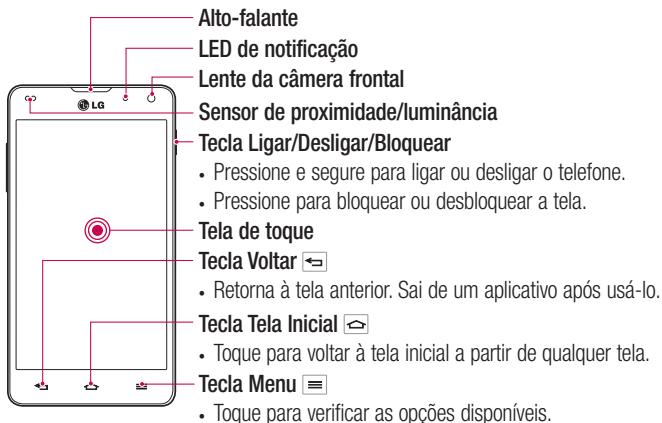 Alto-falante
LED de notificação
Lente da câmera frontal
LG
Sensor de proximidade/luminância
Tecla Ligar/Desligar/Bloquear
• Pressione e segure para ligar ou desligar o telefone.
• Pressione para bloquear ou desbloquear a tela.
Tela de toque
Tecla Voltar
• Retorna à tela anterior. Sai de um aplicativo após usá-lo.
Tecla Tela Inicial
• Toque para voltar à tela inicial a partir de qualquer tela.
Tecla Menu
• Toque para verificar as opções disponíveis.